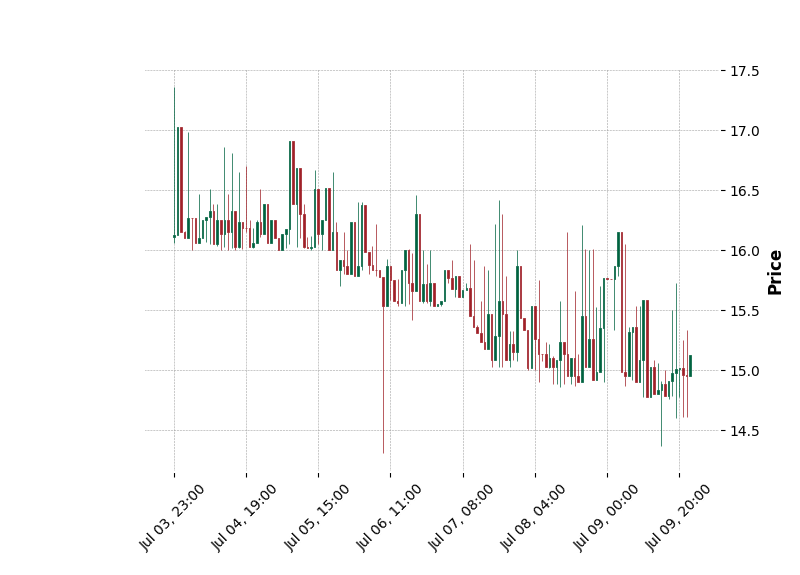 17.5
17.0
16.5
16.0
15.5
15.0
14.5
Price
Jul 03, 23:00
Jul 04, 19:00
Jul 05, 15:00
Jul 06, 11:00
Jul 07, 08:00
Jul 08, 04:00
Jul 09, 00:00
Jul 09, 20:00